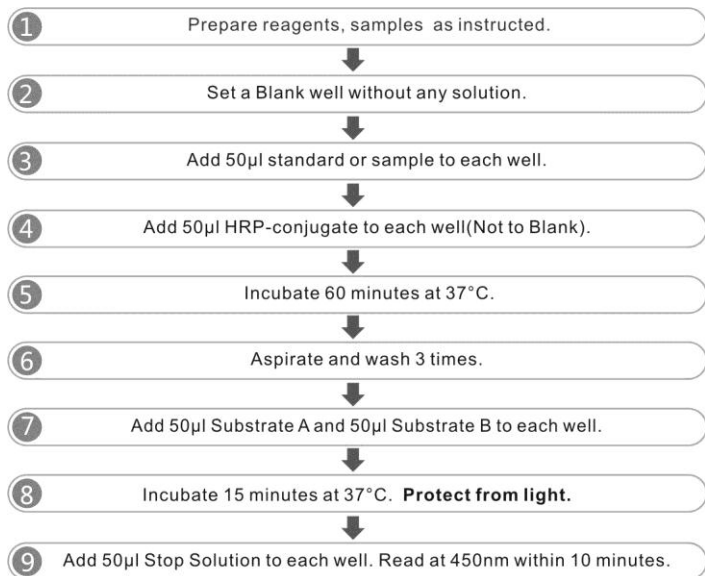 1 Prepare reagents, samples as instructed.
2 Set a Blank well without any solution.
3 Add 50μl standard or sample to each well.
4 Add 50μl HRP-conjugate to each well(Not to Blank).
5 Incubate 60 minutes at 37°C.
6 Aspirate and wash 3 times.
7 Add 50μl Substrate A and 50μl Substrate B to each well.
8 Incubate 15 minutes at 37°C. Protect from light.
9 Add 50μl Stop Solution to each well. Read at 450nm within 10 minutes.